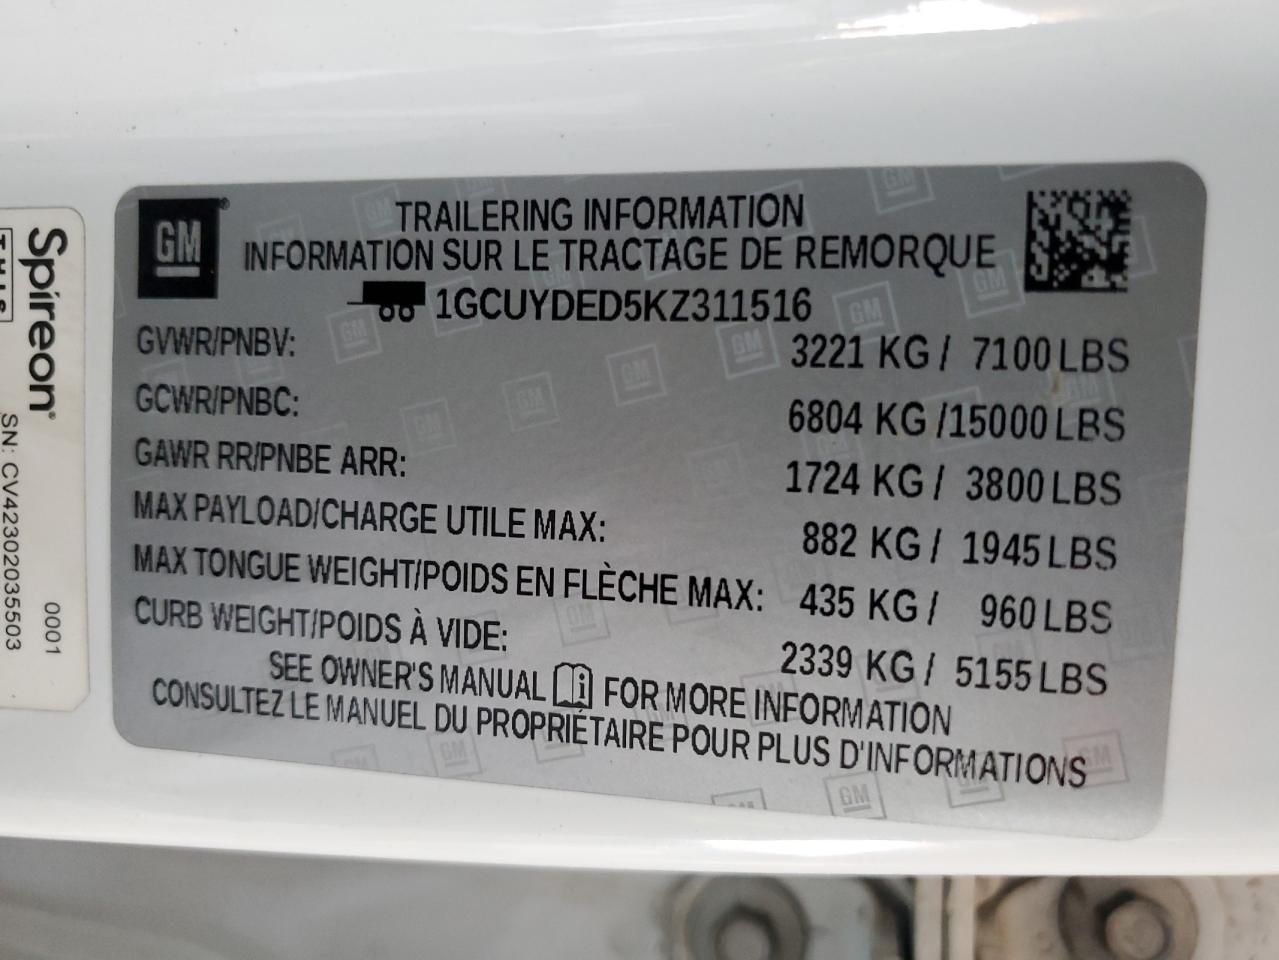 GM
TRAILERING INFORMATION
INFORMATION SUR LE TRACTAGE DE REMORQUE
1GCUYDED5KZ311516
GVWR/PNBV: 3221 KG / 7100 LBS
GCWR/PNBC: 6804 KG /15000 LBS
GAWR RR/PNBE ARR: 1724 KG / 3800 LBS
MAX PAYLOAD/CHARGE UTILE MAX: 882 KG / 1945 LBS
MAX TONGUE WEIGHT/POIDS EN FLÈCHE MAX: 435 KG / 960 LBS
CURB WEIGHT/POIDS À VIDE: 2339 KG / 5155 LBS
SEE OWNER'S MANUAL FOR MORE INFORMATION
CONSULTEZ LE MANUEL DU PROPRIÉTAIRE POUR PLUS D'INFORMATIONS
Spireon
0001
SN: CV42302035503